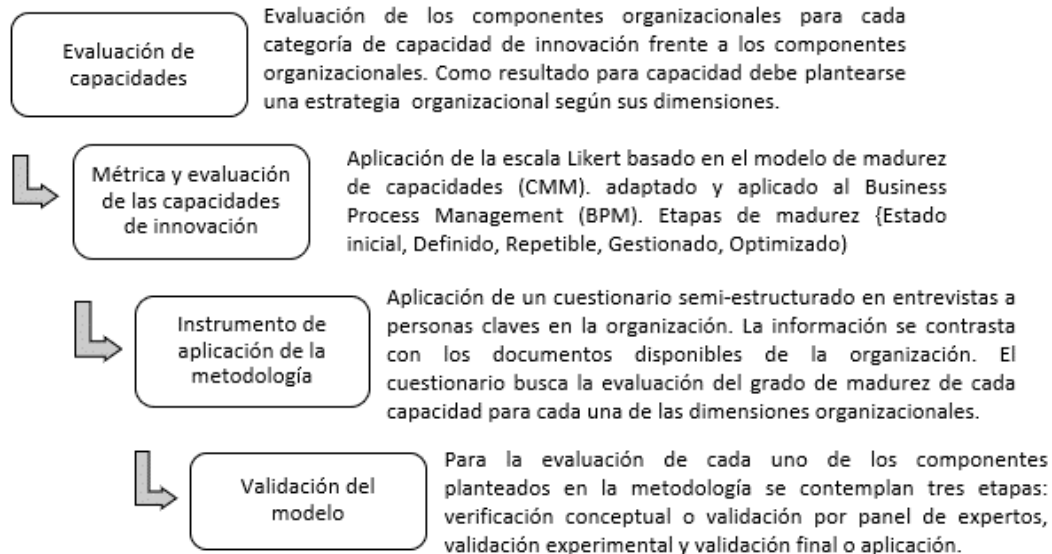 Evaluación de
capacidades
Evaluación de los componentes organizacionales para cada
categoría de capacidad de innovación frente a los componentes
organizacionales. Como resultado para capacidad debe plantearse
una estrategia organizacional según sus dimensiones.
Métrica y evaluación
de las capacidades
de innovación
Aplicación de la escala Likert basado en el modelo de madurez
de capacidades (CMM). adaptado y aplicado al Business
Process Management (BPM). Etapas de madurez {Estado
inicial, Definido, Repetible, Gestionado, Optimizado)
Instrumento de
aplicación de la
metodología
Aplicación de un cuestionario semi-estructurado en entrevistas a
personas claves en la organización. La información se contrasta
con los documentos disponibles de la organización. El
cuestionario busca la evaluación del grado de madurez de cada
capacidad para cada una de las dimensiones organizacionales.
Validación del
modelo
Para la evaluación de cada uno de los componentes
planteados en la metodología se contemplan tres etapas:
verificación conceptual o validación por panel de expertos,
validación experimental y validación final o aplicación.